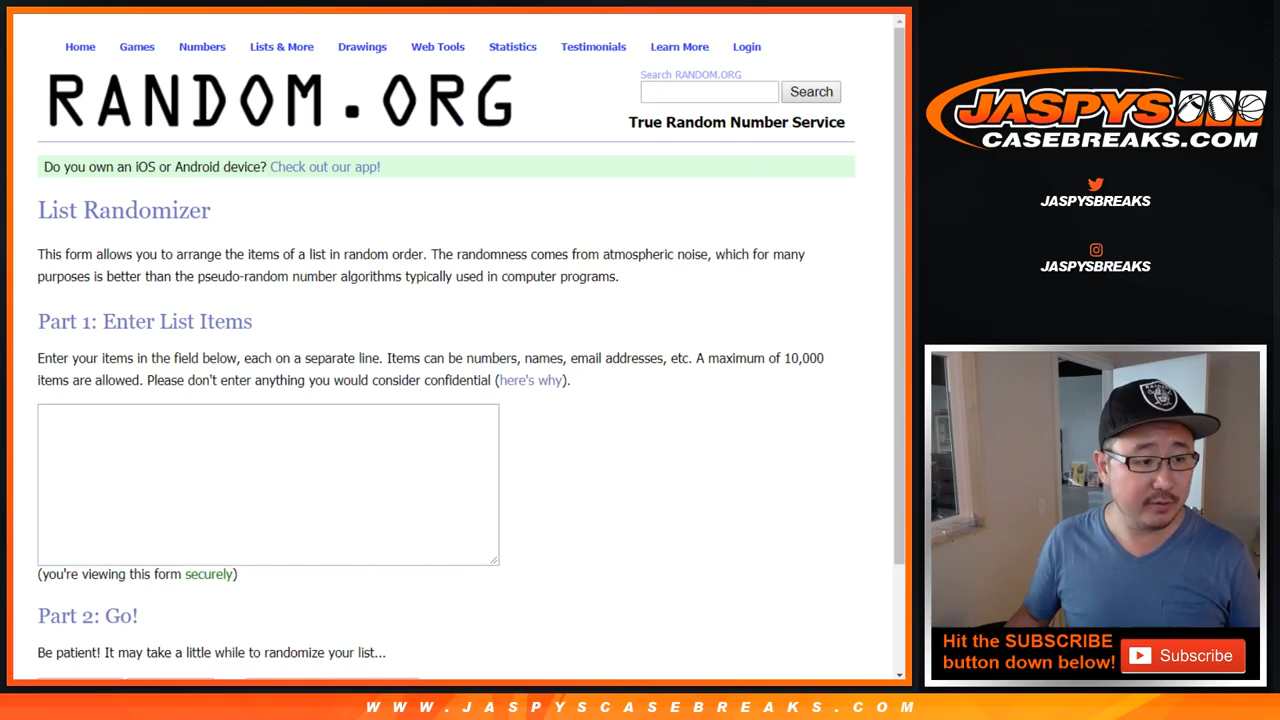 Home Games Numbers Lists & More Drawings Web Tools Statistics Testimonials Learn More Login
RANDOM.ORG
Search RANDOM.ORG
Search
True Random Number Service
Do you own an iOS or Android device? Check out our app!
List Randomizer
This form allows you to arrange the items of a list in random order. The randomness comes from atmospheric noise, which for many
purposes is better than the pseudo-random number algorithms typically used in computer programs.
Part 1: Enter List Items
Enter your items in the field below, each on a separate line. Items can be numbers, names, email addresses, etc. A maximum of 10,000
items are allowed. Please don't enter anything you would consider confidential (here's why).
(you're viewing this form securely)
Part 2: Go!
Be patient! It may take a little while to randomize your list...
JASPYS
CASEBREAKS.COM
JASPYSBREAKS
JASPYSBREAKS
RAIDERS
Hit the SUBSCRIBE
button down below!
Subscribe
WWW.JASPYSCASEBREAKS.COM